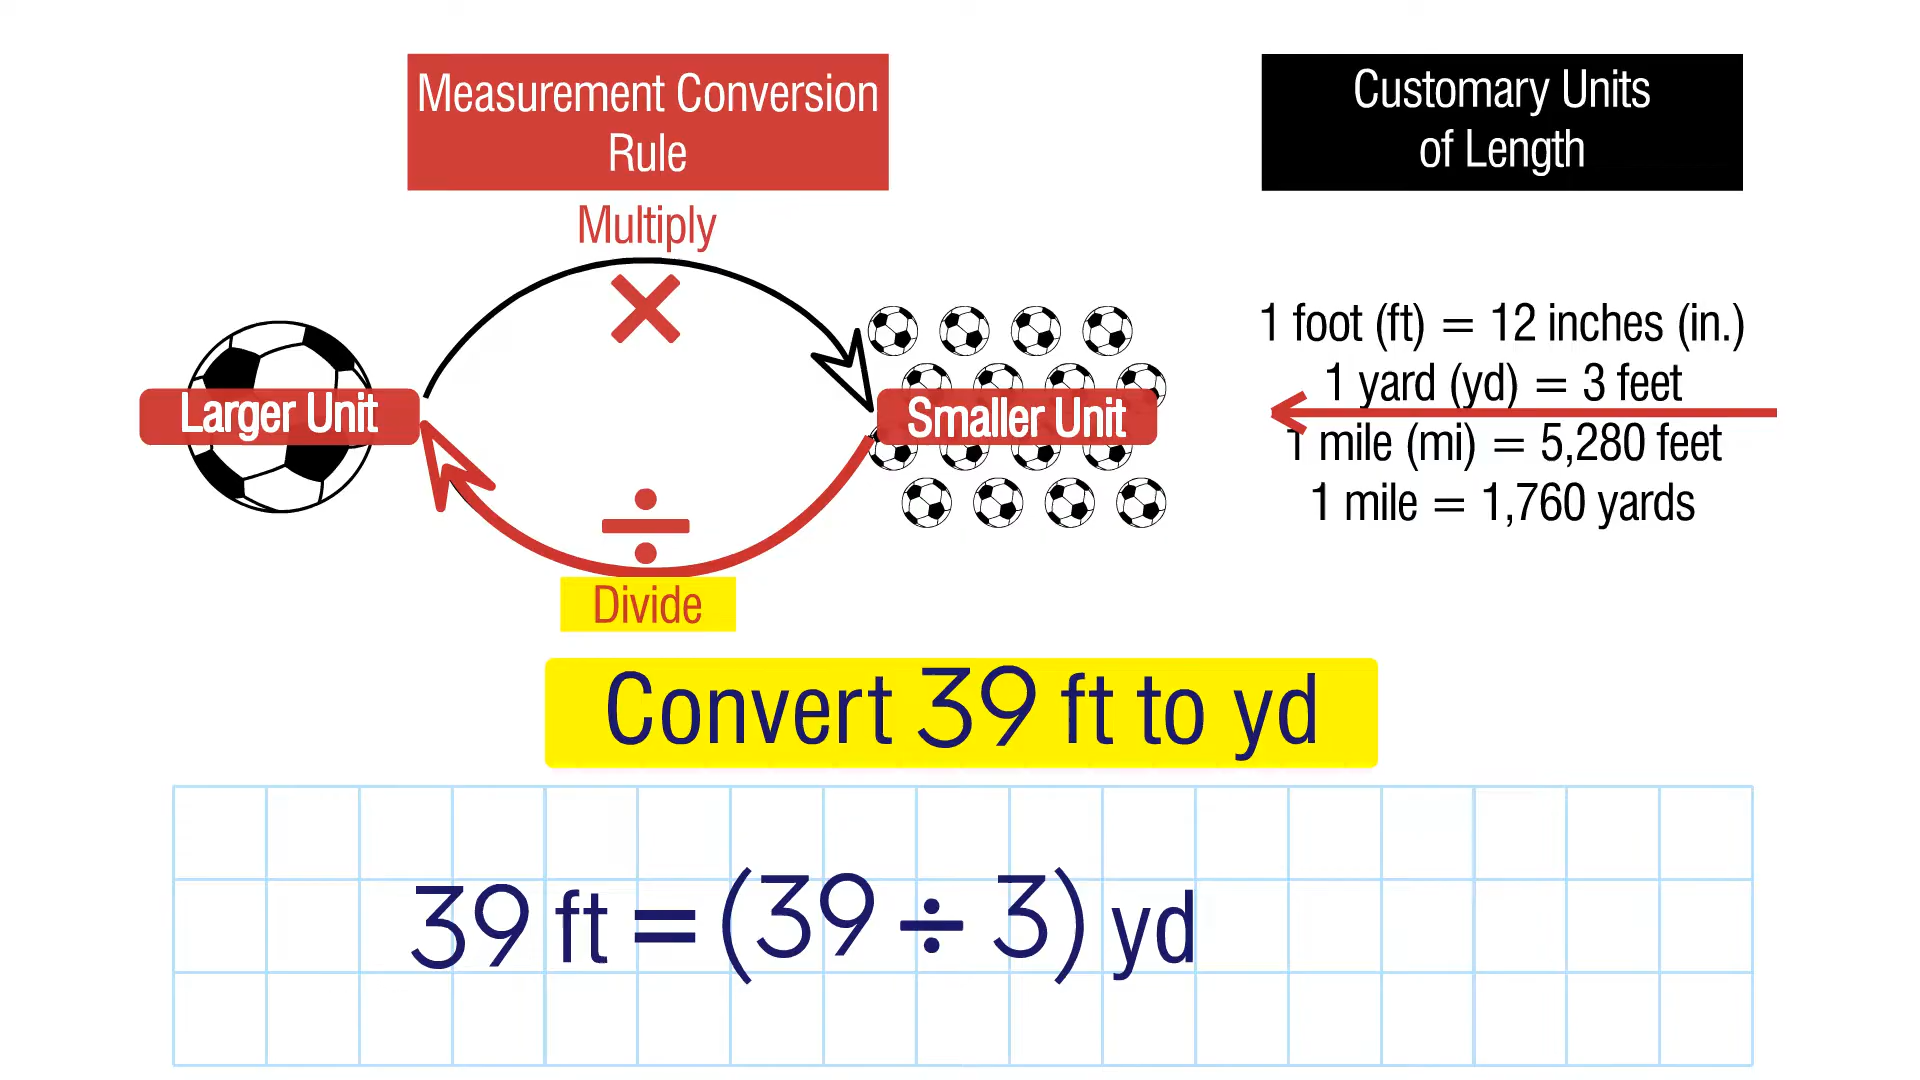 Measurement Conversion
Rule
Customary Units
of Length
Multiply
×
Larger Unit
Smaller Unit
÷
Divide
1 foot (ft) = 12 inches (in.)
1 yard (yd) = 3 feet
1 mile (mi) = 5,280 feet
1 mile = 1,760 yards
Convert 39 ft to yd
39 ft = (39 ÷ 3) yd